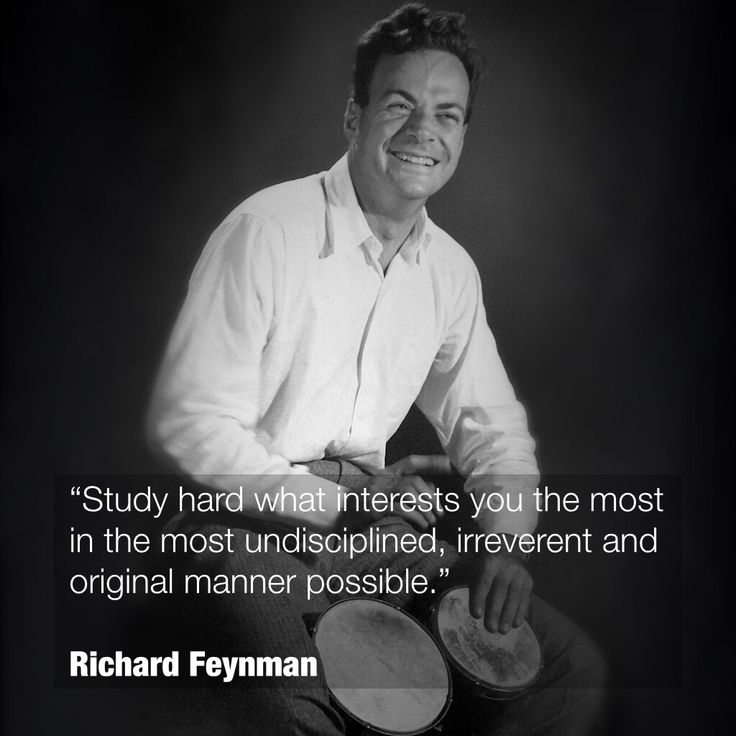 “Study hard what interests you the most
in the most undisciplined, irreverent and
original manner possible.”
Richard Feynman